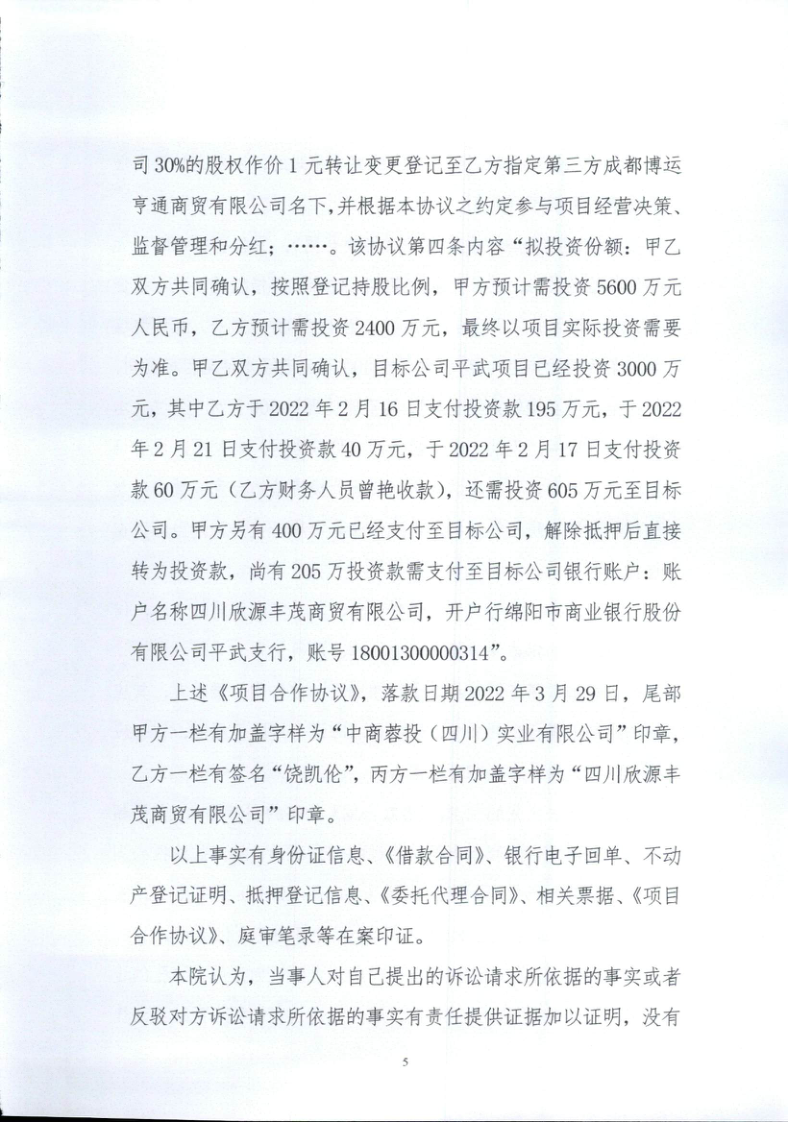 司30%的股权作价1元转让变更登记至乙方指定第三方成都博运
亨通商贸有限公司名下,并根据本协议之约定参与项目经营决策、
监督管理和分红；……。该协议第四条内容“拟投资份额：甲乙
双方共同确认，按照登记持股比例，甲方预计需投资5600万元
人民币，乙方预计需投资2400万元，最终以项目实际投资需要
为准。甲乙双方共同确认，目标公司平武项目已经投资3000万
元，其中乙方于2022年2月16日支付投资款195万元，于2022
年2月21日支付投资款40万元，于2022年2月17日支付投资
款60万元（乙方财务人员曾艳收款），还需投资605万元至目标
公司。甲方另有400万元已经支付至目标公司，解除抵押后直接
转为投资款，尚有205万投资款需支付至目标公司银行账户：账
户名称四川欣源丰茂商贸有限公司，开户行绵阳市商业银行股份
有限公司平武支行，账号18001300000314”。
上述《项目合作协议》，落款日期2022年3月29日，尾部
甲方一栏有加盖字样为“中商蓉投（四川）实业有限公司”印章，
乙方一栏有签名“饶凯伦”，丙方一栏有加盖字样为“四川欣源丰
茂商贸有限公司”印章。
以上事实有身份证信息、《借款合同》、银行电子回单、不动
产登记证明、抵押登记信息、《委托代理合同》、相关票据、《项目
合作协议》、庭审笔录等在案印证。
本院认为，当事人对自己提出的诉讼请求所依据的事实或者
反驳对方诉讼请求所依据的事实有责任提供证据加以证明，没有
5